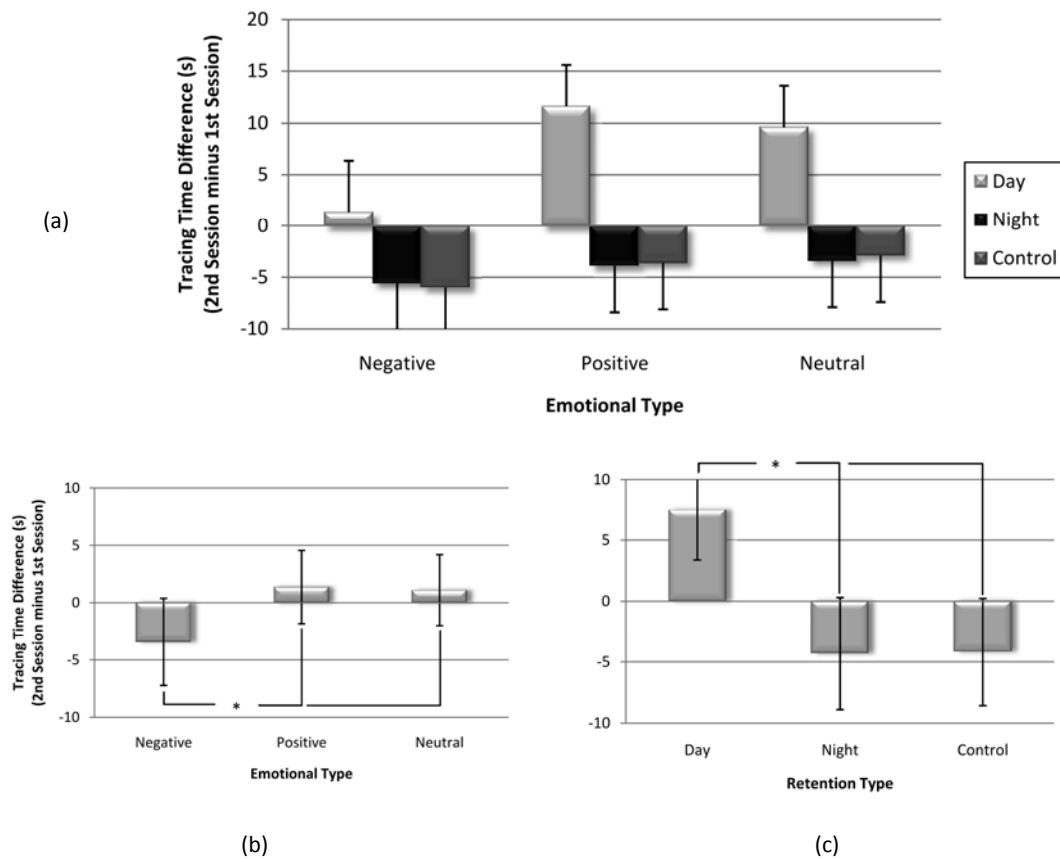 20
15
10
5
0
-5
-10
Tracing Time Difference (s)
(2nd Session minus 1st Session)
(a)
Negative
Positive
Neutral
Emotional Type
Day
Night
Control
10
5
0
-5
-10
Tracing Time Difference (s)
(2nd Session minus 1st Session)
*
Negative
Positive
Neutral
Emotional Type
(b)
10
5
0
-5
-10
*
Day
Night
Control
Retention Type
(c)